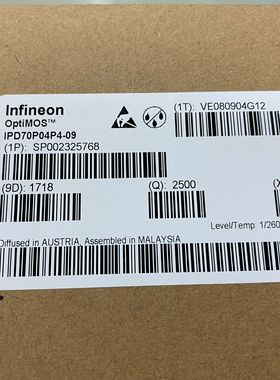 Infineon
OptiMOS™
IPD70P04P4-09
(1P): SP002325768
(1T): VE080904G12
(9D): 1718
(Q): 2500
(X
Level/Temp: 1/260
Diffused in AUSTRIA, Assembled in MALAYSIA